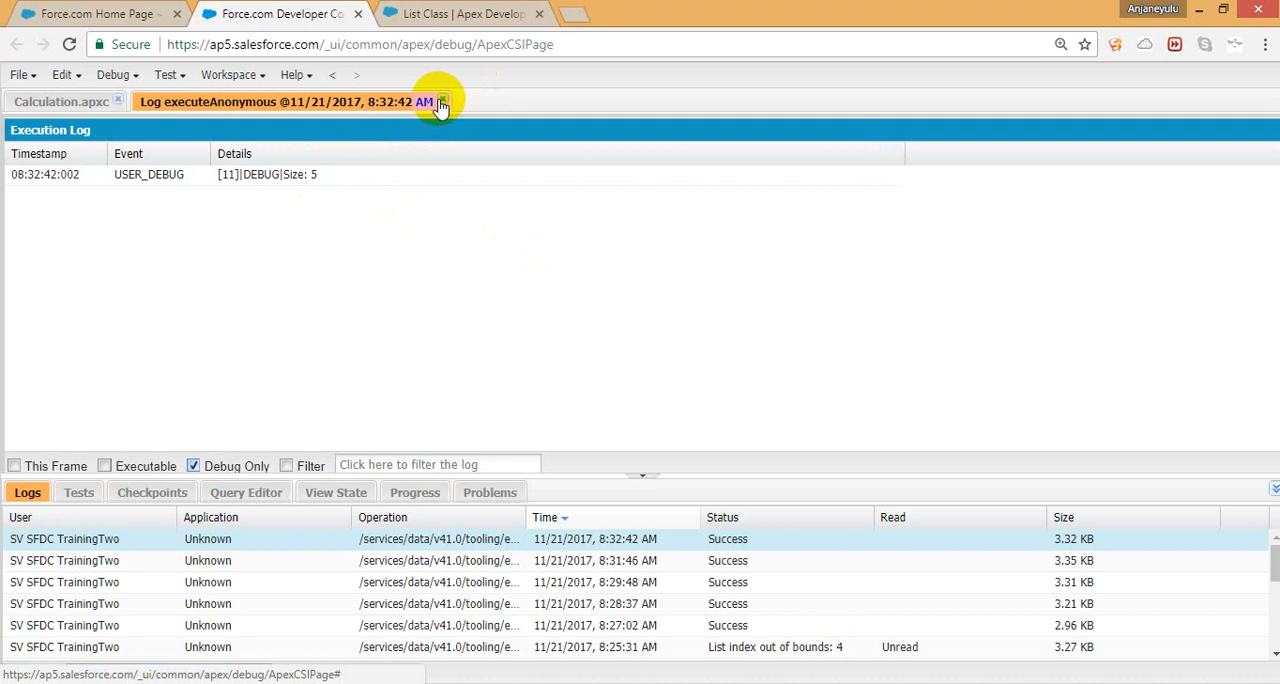 Force.com Home Page ~
Force.com Developer Co
List Class | Apex Develop
Anjaneyulu
Secure
https://ap5.salesforce.com/_ui/common/apex/debug/ApexCSIPage
File
Edit
Debug
Test
Workspace
Help
<
>
Calculation.apxc
Log executeAnonymous @11/21/2017, 8:32:42 AM
Execution Log
Timestamp Event Details
08:32:42:002 USER_DEBUG [11]|DEBUG|Size: 5
This Frame Executable Debug Only Filter Click here to filter the log
Logs Tests Checkpoints Query Editor View State Progress Problems
User Application Operation Time Status Read Size
SV SFDC TrainingTwo Unknown /services/data/v41.0/tooling/e... 11/21/2017, 8:32:42 AM Success 3.32 KB
SV SFDC TrainingTwo Unknown /services/data/v41.0/tooling/e... 11/21/2017, 8:31:46 AM Success 3.35 KB
SV SFDC TrainingTwo Unknown /services/data/v41.0/tooling/e... 11/21/2017, 8:29:48 AM Success 3.31 KB
SV SFDC TrainingTwo Unknown /services/data/v41.0/tooling/e... 11/21/2017, 8:28:37 AM Success 3.21 KB
SV SFDC TrainingTwo Unknown /services/data/v41.0/tooling/e... 11/21/2017, 8:27:02 AM Success 2.96 KB
SV SFDC TrainingTwo Unknown /services/data/v41.0/tooling/e... 11/21/2017, 8:25:31 AM List index out of bounds: 4 Unread 3.27 KB
https://ap5.salesforce.com/_ui/common/apex/debug/ApexCSIPage#